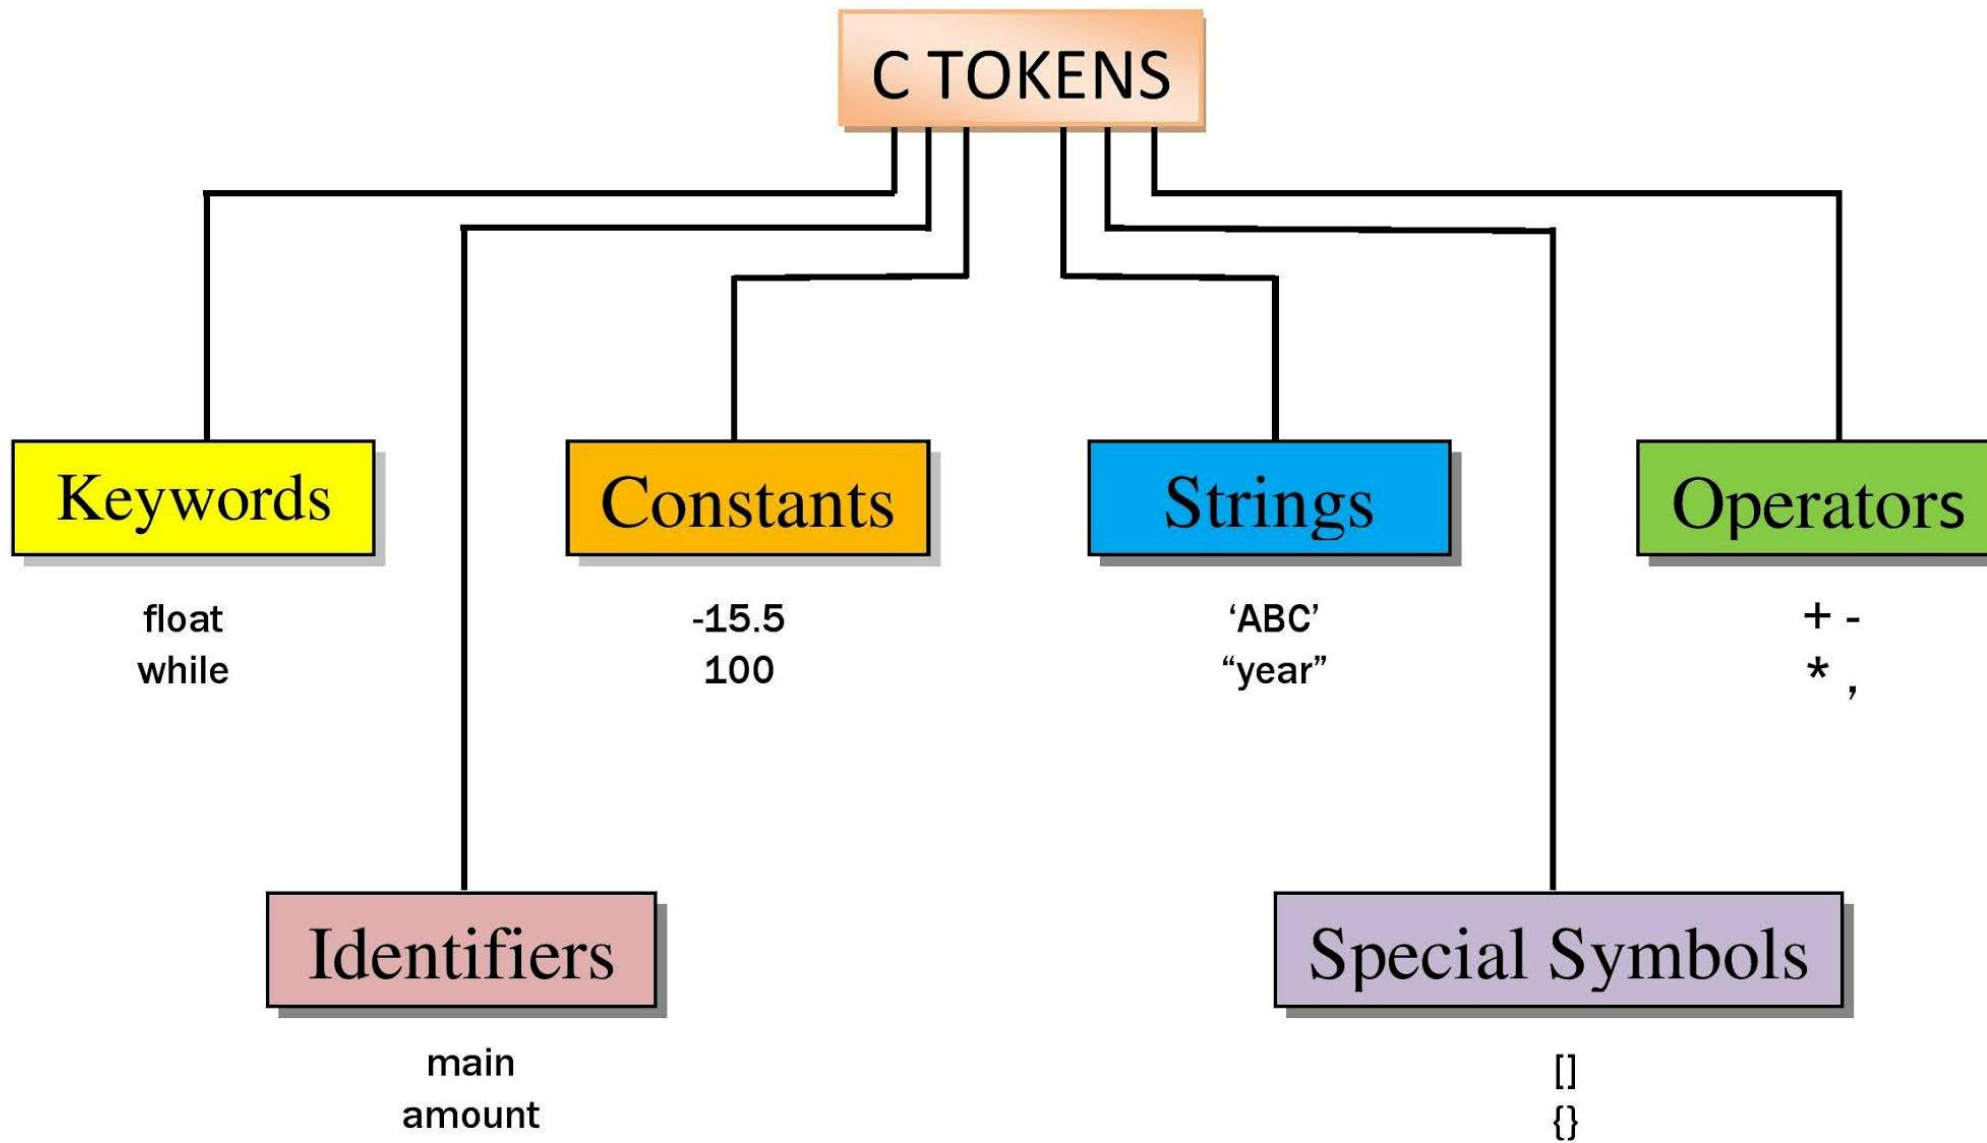 C TOKENS
Keywords
float
while
Constants
-15.5
100
Strings
‘ABC’
“year”
Operators
+ -
* ,
Identifiers
main
amount
Special Symbols
[]
{}